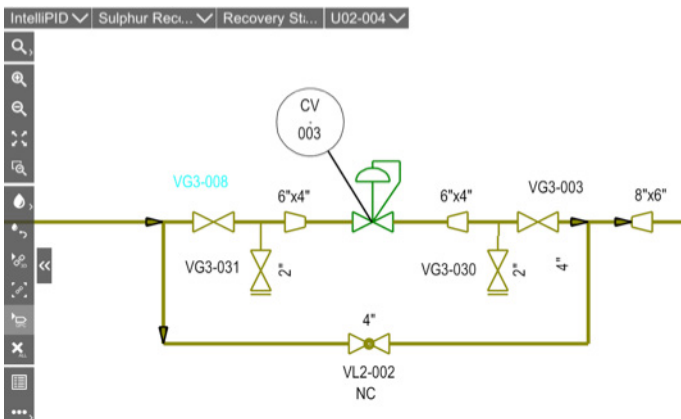 IntelliPID
Sulphur Rec...
Recovery St...
U02-004
CV
003
VG3-008
6"x4"
6"x4"
VG3-003
8"x6"
VG3-031
2"
VG3-030
2"
4"
4"
VL2-002
NC